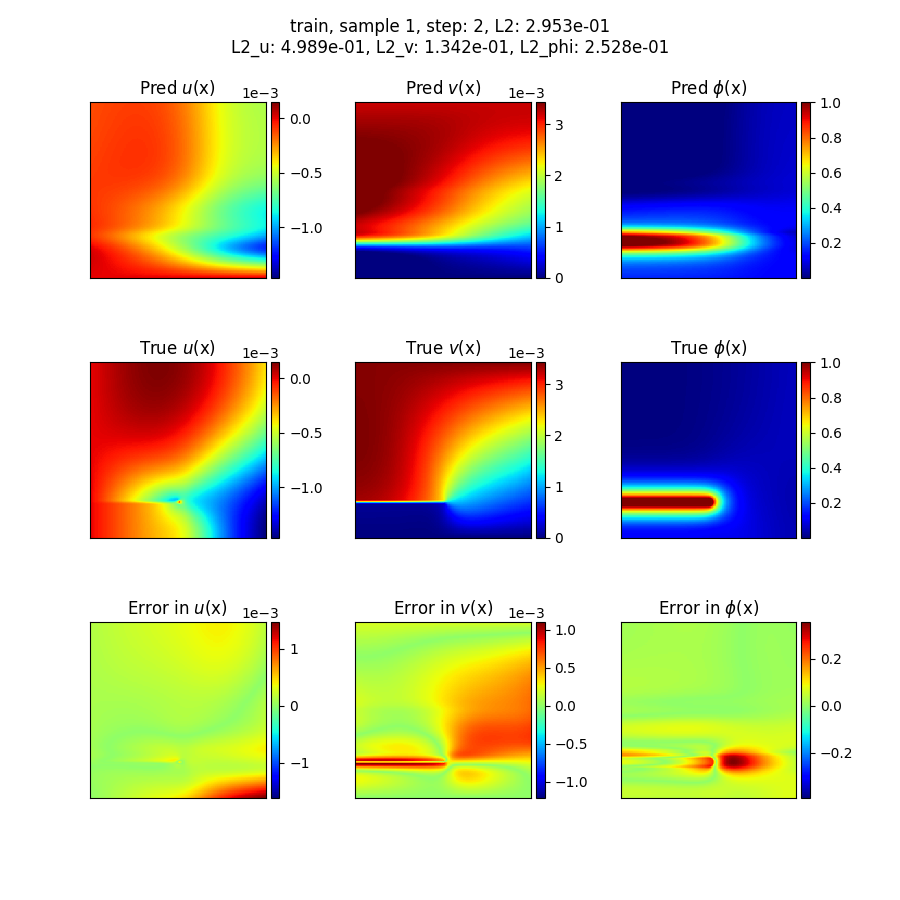 train, sample 1, step: 2, L2: 2.953e-01
L2_u: 4.989e-01, L2_v: 1.342e-01, L2_phi: 2.528e-01
Pred u(x)
1e−3
0.0
−0.5
−1.0
Pred v(x)
1e−3
3
2
1
0
Pred ϕ(x)
1.0
0.8
0.6
0.4
0.2
True u(x)
1e−3
0.0
−0.5
−1.0
True v(x)
1e−3
3
2
1
0
True ϕ(x)
1.0
0.8
0.6
0.4
0.2
Error in u(x)
1e−3
1
0
−1
Error in v(x)
1e−3
1.0
0.5
0.0
−0.5
−1.0
Error in ϕ(x)
0.2
0.0
−0.2